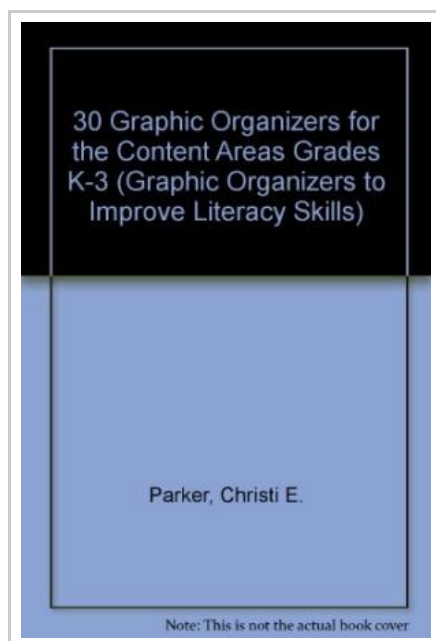 30 Graphic Organizers for
the Content Areas Grades
K-3 (Graphic Organizers to
Improve Literacy Skills)
Parker, Christi E.
Note: This is not the actual book cover